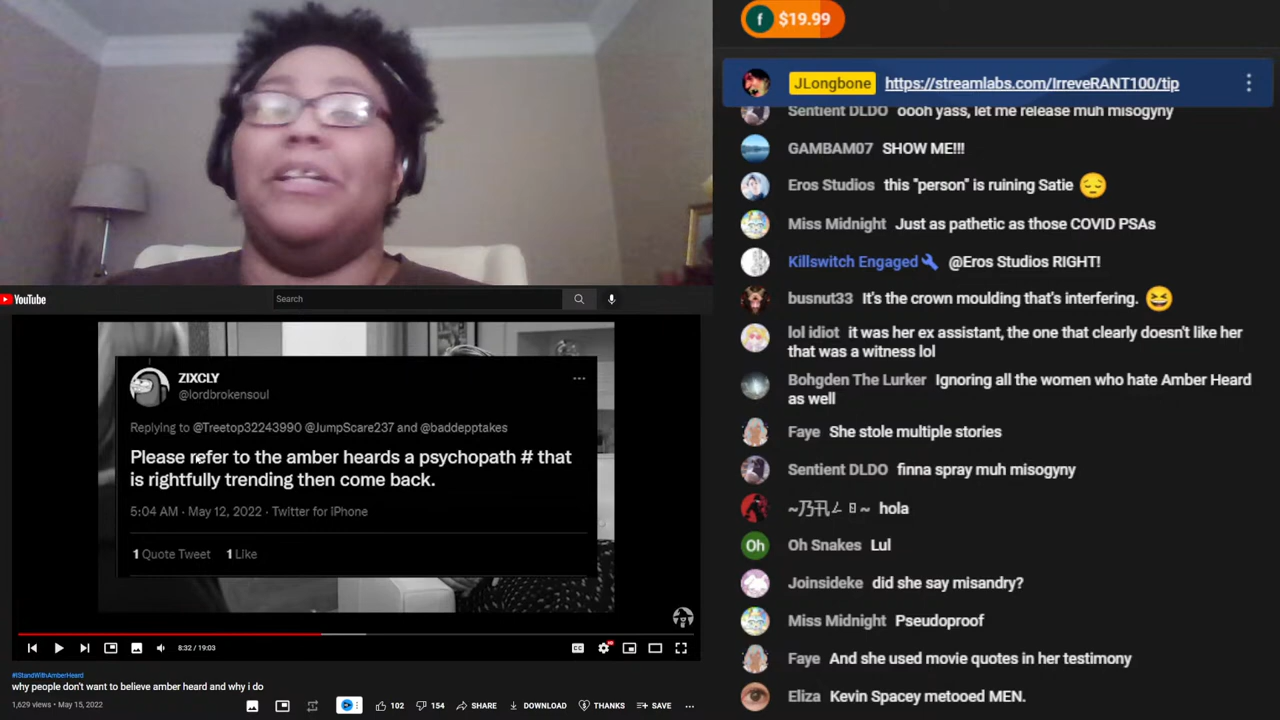 f $19.99
JLongbone https://streamlabs.com/IrreveRANT100/tip
Sentient DLDO oooh yass, let me release muh misogyny
GAMBAM07 SHOW ME!!!
Eros Studios this "person" is ruining Satie 😔
Miss Midnight Just as pathetic as those COVID PSAs
Killswitch Engaged @Eros Studios RIGHT!
busnut33 It's the crown moulding that's interfering. 😆
lol idiot it was her ex assistant, the one that clearly doesn't like her
that was a witness lol
Bohgden The Lurker Ignoring all the women who hate Amber Heard
as well
Faye She stole multiple stories
Sentient DLDO finna spray muh misogyny
hola
Oh Oh Snakes Lul
Joinsideke did she say misandry?
Miss Midnight Pseudoproof
Faye And she used movie quotes in her testimony
Eliza Kevin Spacey metooed MEN.
YouTube
Search
ZIXCLY
@lordbrokensoul
Replying to @Treetop32243990 @JumpScare237 and @baddepptakes
Please refer to the amber heards a psychopath # that
is rightfully trending then come back.
5:04 AM · May 12, 2022 · Twitter for iPhone
1 Quote Tweet 1 Like
8:32 / 19:03
CC
#IStandWithAmberHeard
why people don't want to believe amber heard and why i do
1,629 views • May 15, 2022
102 154 SHARE DOWNLOAD THANKS SAVE